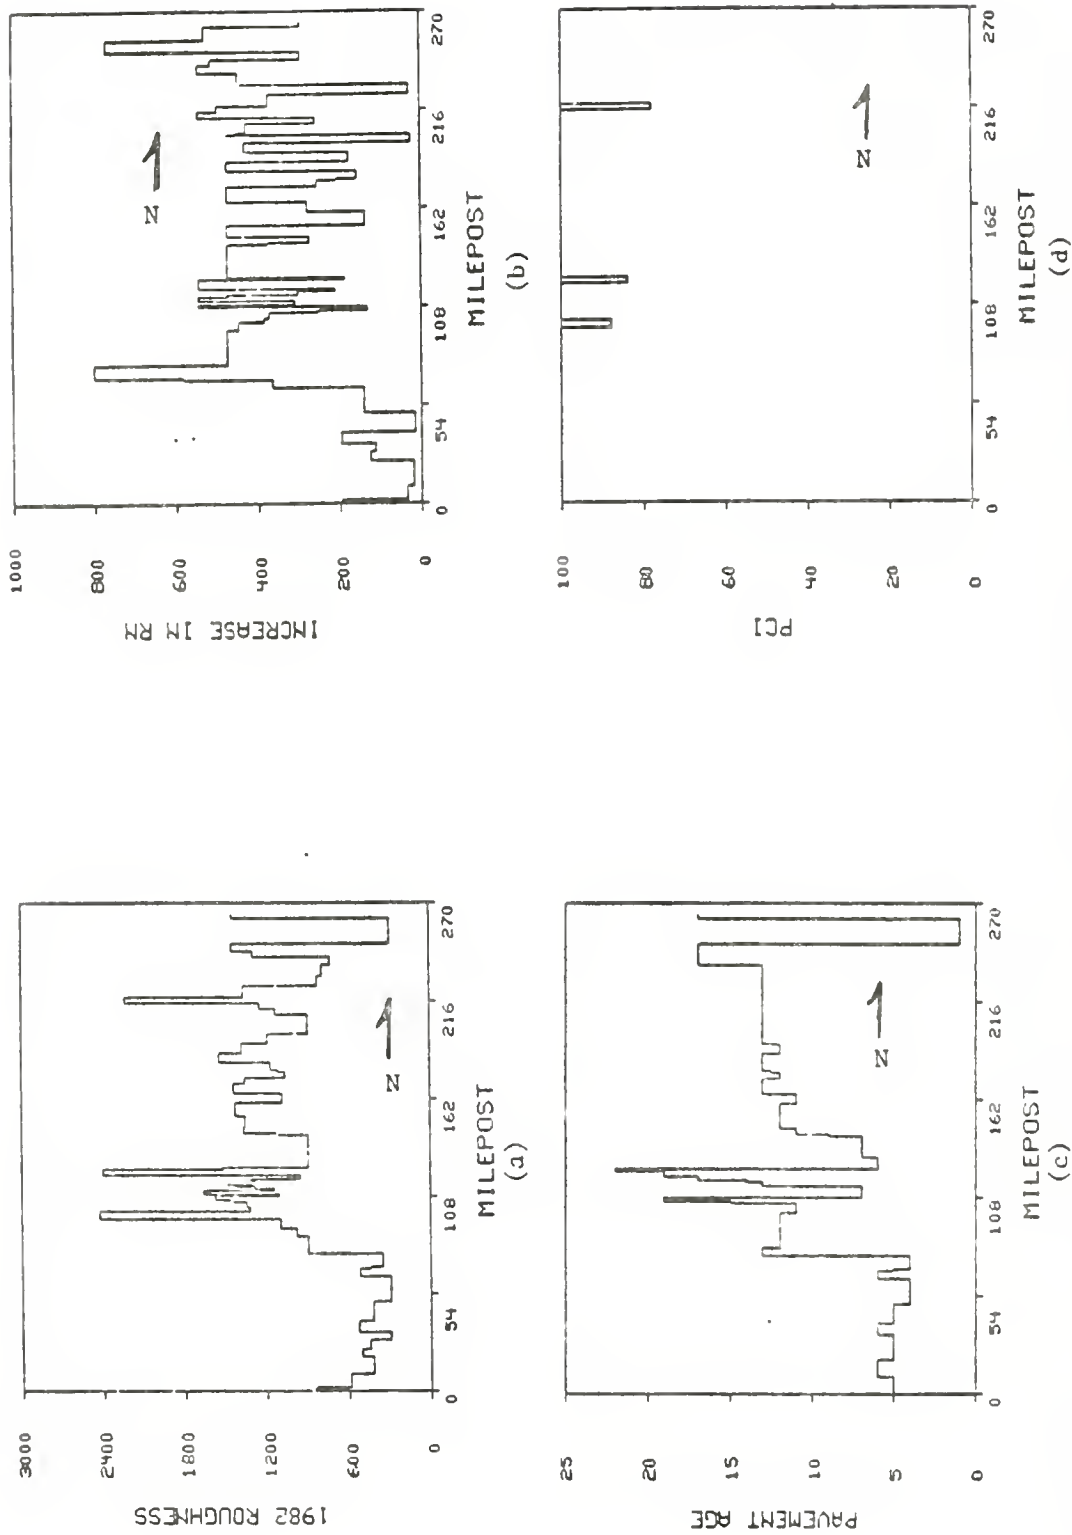 1000
800
600
400
200
0
INCREASE IN RN
N
0 54 108 162 216 270
MILEPOST
(b)
100
80
60
40
20
0
PCI
N
0 54 108 162 216 270
MILEPOST
(d)
3000
2400
1800
1200
600
0
1982 ROUGHNESS
N
0 54 108 162 216 270
MILEPOST
(a)
25
20
15
10
5
0
PAVEMENT AGE
N
0 54 108 162 216 270
MILEPOST
(c)